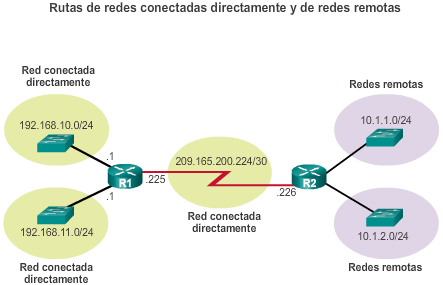 Rutas de redes conectadas directamente y de redes remotas
Red conectada
directamente
192.168.10.0/24
.1
R1
.1
192.168.11.0/24
Red conectada
directamente
209.165.200.224/30
.225
.226
Red conectada
directamente
Redes remotas
10.1.1.0/24
R2
10.1.2.0/24
Redes remotas